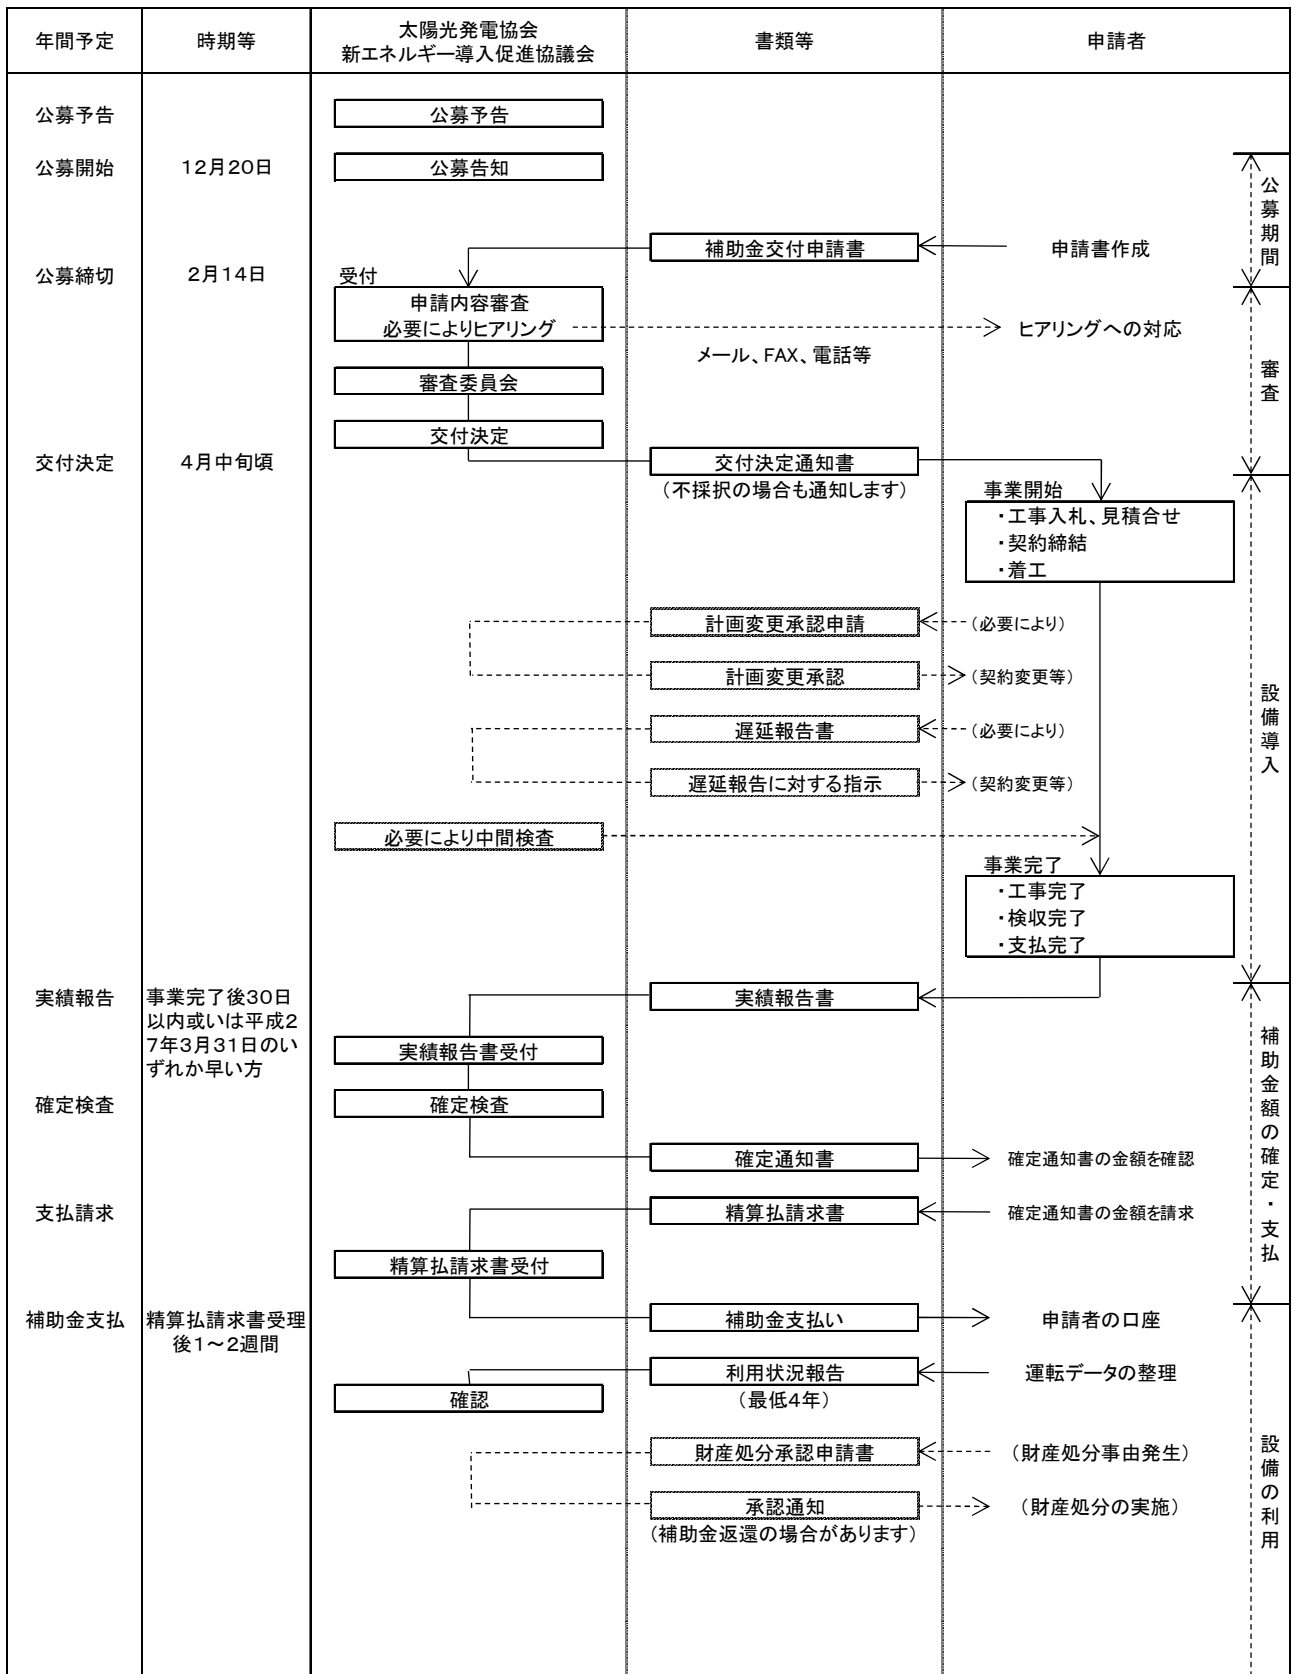 年間予定
時期等
太陽光発電協会
新エネルギー導入促進協議会
書類等
申請者
公募予告
公募予告
公募開始
12月20日
公募告知
公募期間
補助金交付申請書
申請書作成
公募締切
2月14日
受付
申請内容審査
必要によりヒアリング
ヒアリングへの対応
メール、FAX、電話等
審査委員会
審査
交付決定
交付決定
4月中旬頃
交付決定通知書
(不採択の場合も通知します)
事業開始
・工事入札、見積合せ
・契約締結
・着工
計画変更承認申請
(必要により)
計画変更承認
(契約変更等)
設備導入
遅延報告書
(必要により)
遅延報告に対する指示
(契約変更等)
必要により中間検査
事業完了
・工事完了
・検収完了
・支払完了
実績報告
事業完了後30日
以内或いは平成2
7年3月31日のい
ずれか早い方
実績報告書
実績報告書受付
補助金額の確定・支払
確定検査
確定検査
確定通知書
確定通知書の金額を確認
支払請求
精算払請求書
確定通知書の金額を請求
精算払請求書受付
補助金支払
精算払請求書受理
後1～2週間
補助金支払い
申請者の口座
利用状況報告
(最低4年)
運転データの整理
確認
設備の利用
財産処分承認申請書
(財産処分事由発生)
承認通知
(補助金返還の場合があります)
(財産処分の実施)